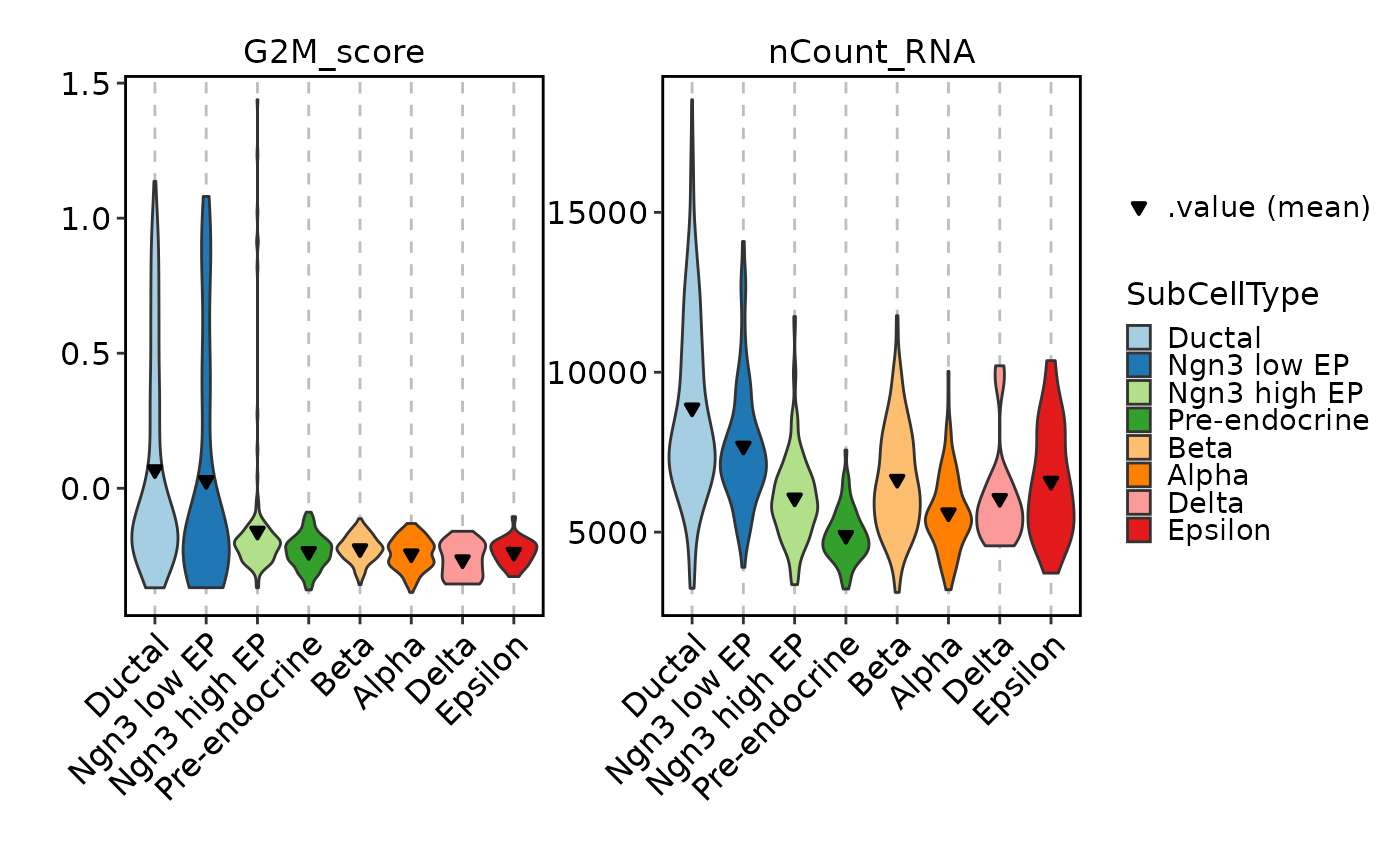 G2M_score
1.5
1.0
0.5
0.0
Ductal
Ngn3 low EP
Ngn3 high EP
Pre-endocrine
Beta
Alpha
Delta
Epsilon
nCount_RNA
15000
10000
5000
Ductal
Ngn3 low EP
Ngn3 high EP
Pre-endocrine
Beta
Alpha
Delta
Epsilon
.value (mean)
SubCellType
Ductal
Ngn3 low EP
Ngn3 high EP
Pre-endocrine
Beta
Alpha
Delta
Epsilon